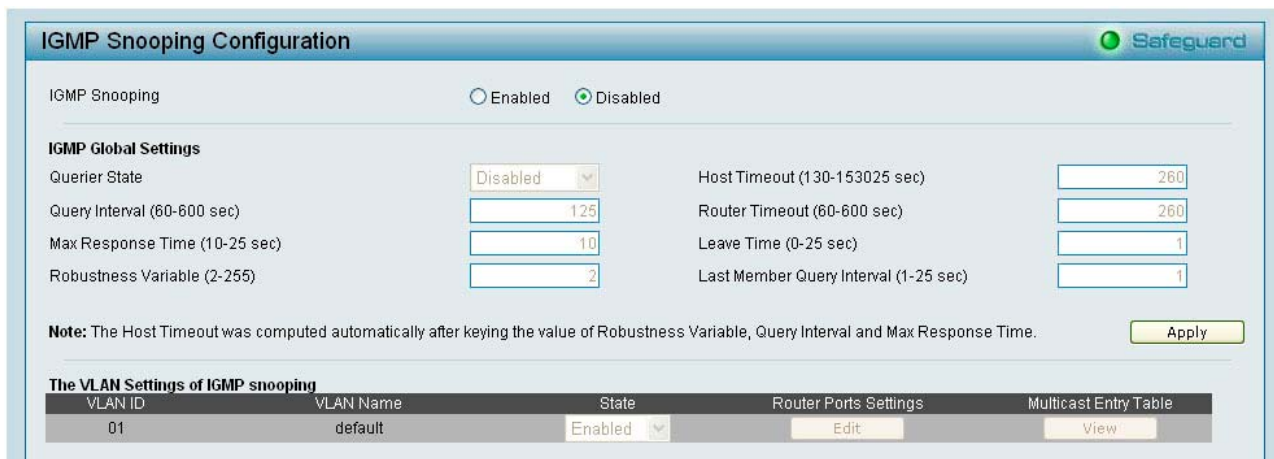 IGMP Snooping Configuration Safeguard
IGMP Snooping Enabled Disabled
IGMP Global Settings
Querier State Disabled Host Timeout (130-153025 sec) 260
Query Interval (60-600 sec) 125 Router Timeout (60-600 sec) 260
Max Response Time (10-25 sec) 10 Leave Time (0-25 sec) 1
Robustness Variable (2-255) 2 Last Member Query Interval (1-25 sec) 1
Note: The Host Timeout was computed automatically after keying the value of Robustness Variable, Query Interval and Max Response Time. Apply
The VLAN Settings of IGMP snooping
VLAN ID VLAN Name State Router Ports Settings Multicast Entry Table
01 default Enabled Edit View